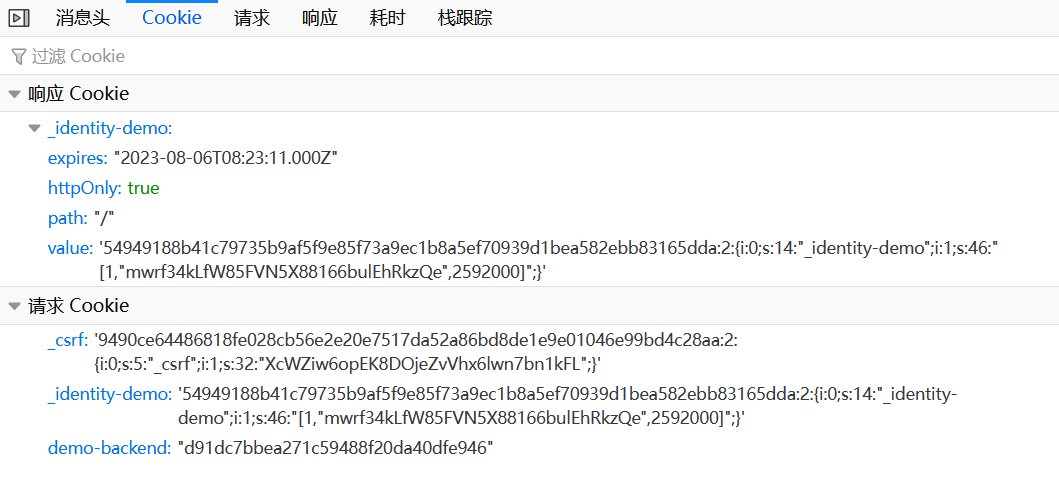 消息头 Cookie 请求 响应 耗时 栈跟踪
过滤 Cookie
响应 Cookie
_identity-demo:
expires: "2023-08-06T08:23:11.000Z"
httpOnly: true
path: "/"
value: '54949188b41c79735b9af5f9e85f73a9ec1b8a5ef70939d1bea582ebb83165dda:2:{i:0;s:14:"_identity-demo";i:1;s:46:"
[1,"mwrf34kLfW85FVN5X88166bulEhRkzQe",2592000]";}'
请求 Cookie
_csrf: '9490ce64486818fe028cb56e2e20e7517da52a86bd8de1e9e01046e99bd4c28aa:2:
{i:0;s:5:"_csrf";i:1;s:32:"XcWZiw6opEK8DOjeZvVhx6lwn7bn1kFL";}'
_identity-demo: '54949188b41c79735b9af5f9e85f73a9ec1b8a5ef70939d1bea582ebb83165dda:2:{i:0;s:14:"_identity-
demo";i:1;s:46:"[1,"mwrf34kLfW85FVN5X88166bulEhRkzQe",2592000]";}'
demo-backend: "d91dc7bbea271c59488f20da40dfe946"